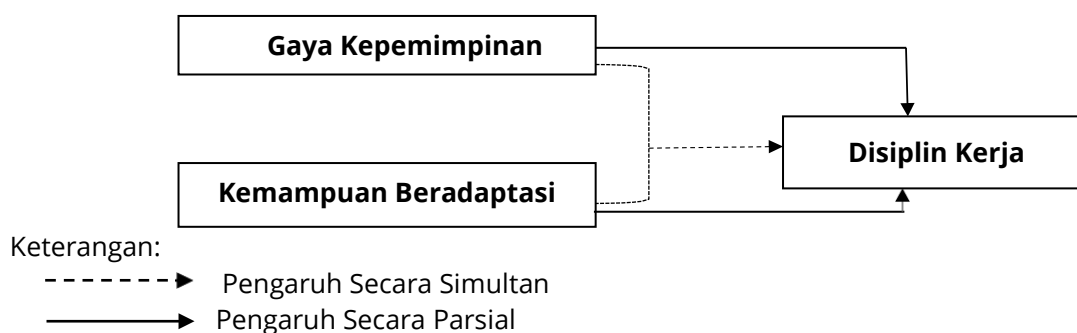 Gaya Kepemimpinan
Disiplin Kerja
Kemampuan Beradaptasi
Keterangan:
Pengaruh Secara Simultan
Pengaruh Secara Parsial